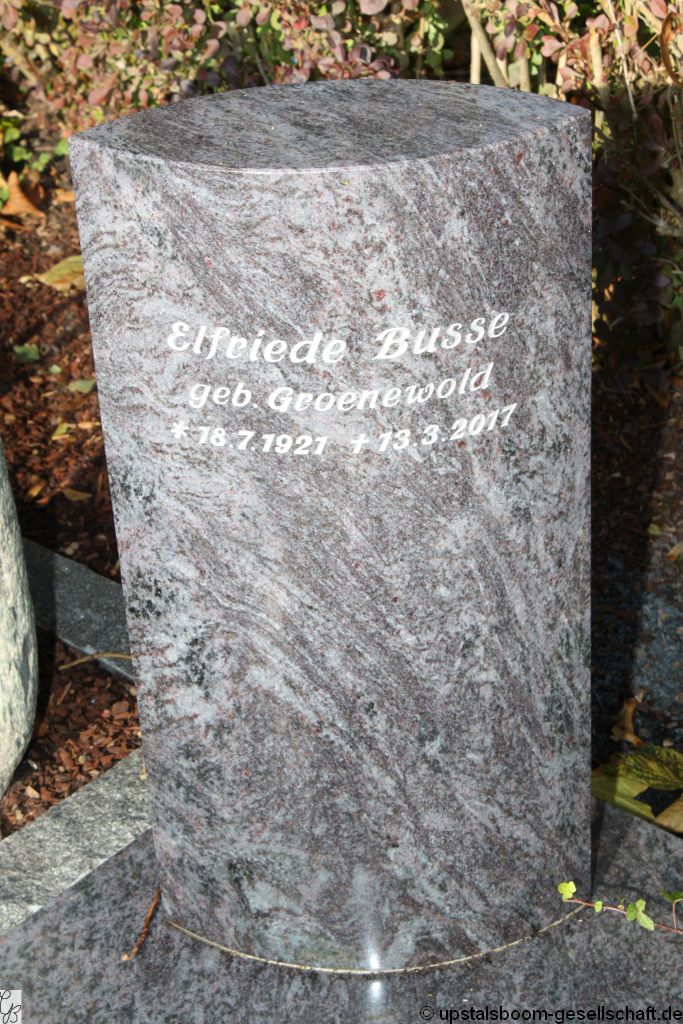 Elfriede Busse
geb. Groenewold
* 18.7.1921 + 13.3.2017
© upstalsboom-gesellschaft.de